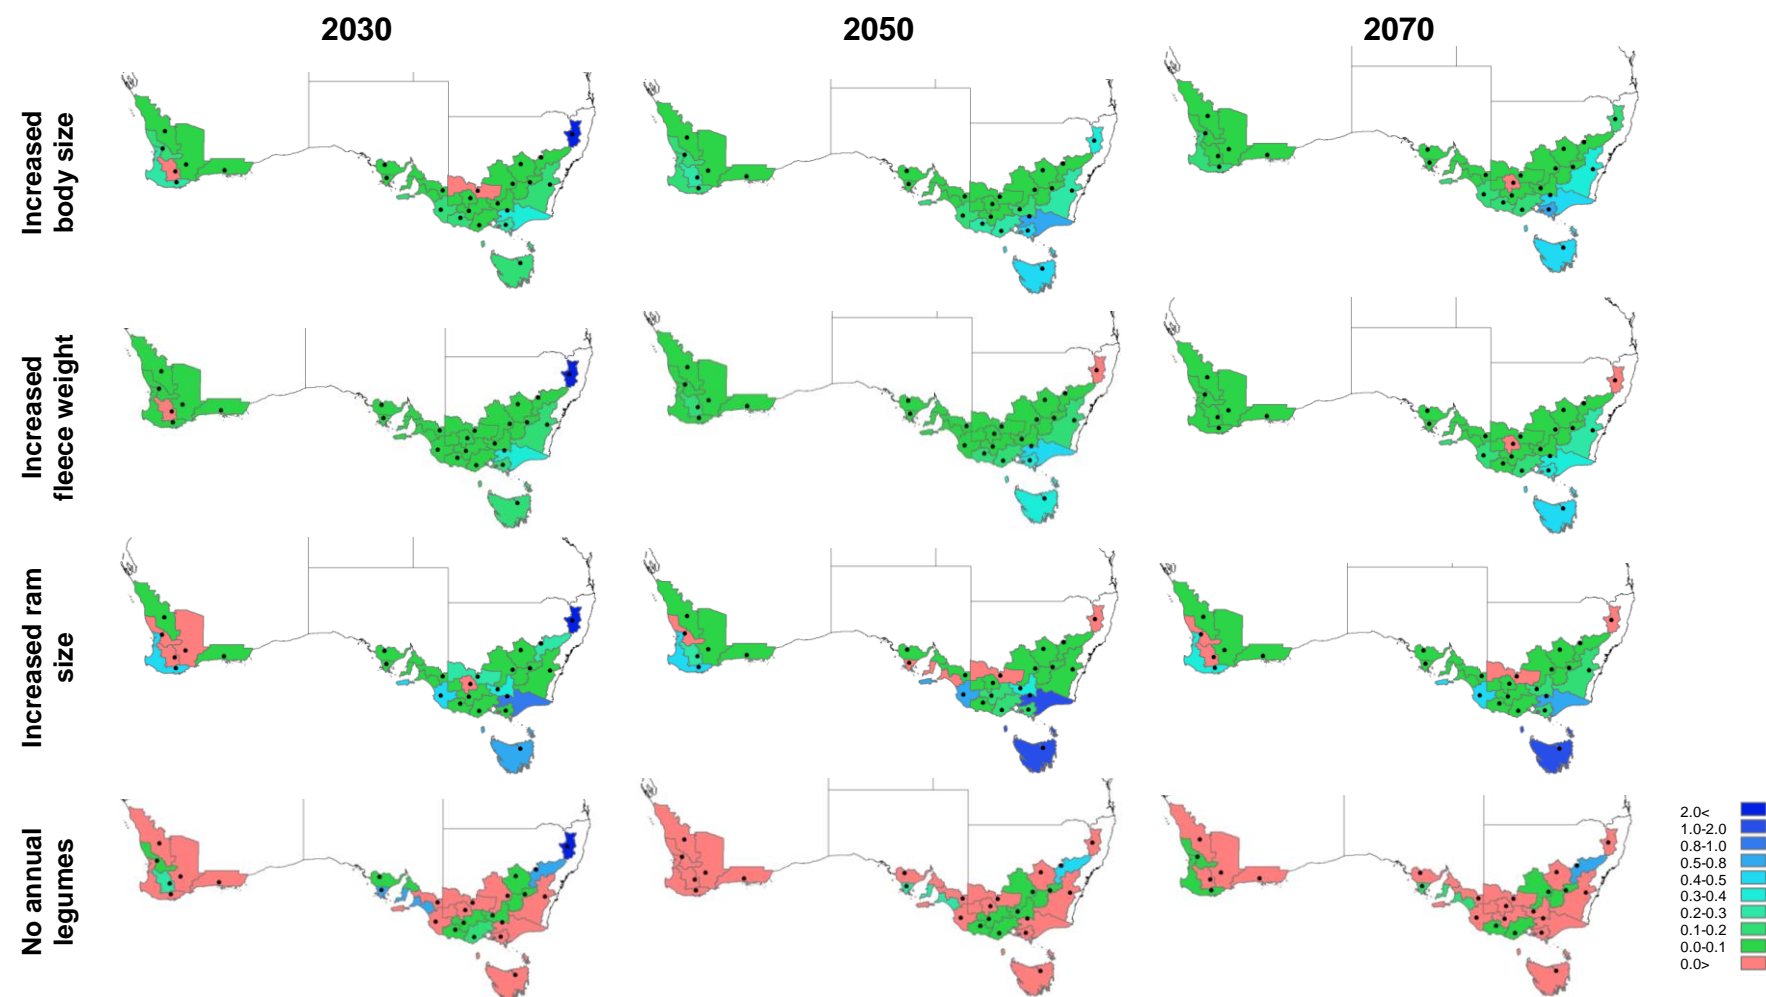 2030 2050 2070
Increased
body size
Increased
fleece weight
Increased ram
size
No annual
legumes
2.0<
1.0-2.0
0.8-1.0
0.5-0.8
0.4-0.5
0.3-0.4
0.2-0.3
0.1-0.2
0.0-0.1
0.0>